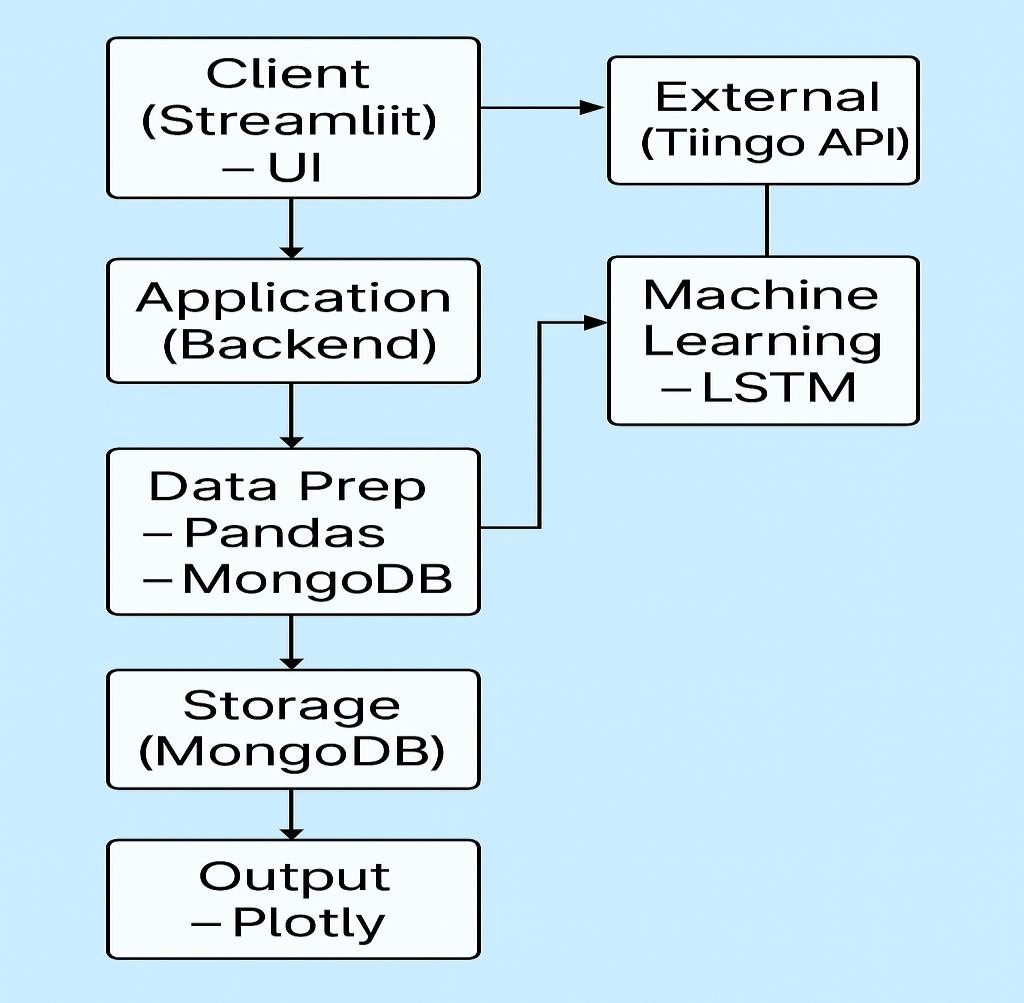 Client
(Streamliit)
– UI
External
(Tiingo API)
Application
(Backend)
Machine
Learning
– LSTM
Data Prep
– Pandas
– MongoDB
Storage
(MongoDB)
Output
– Plotly